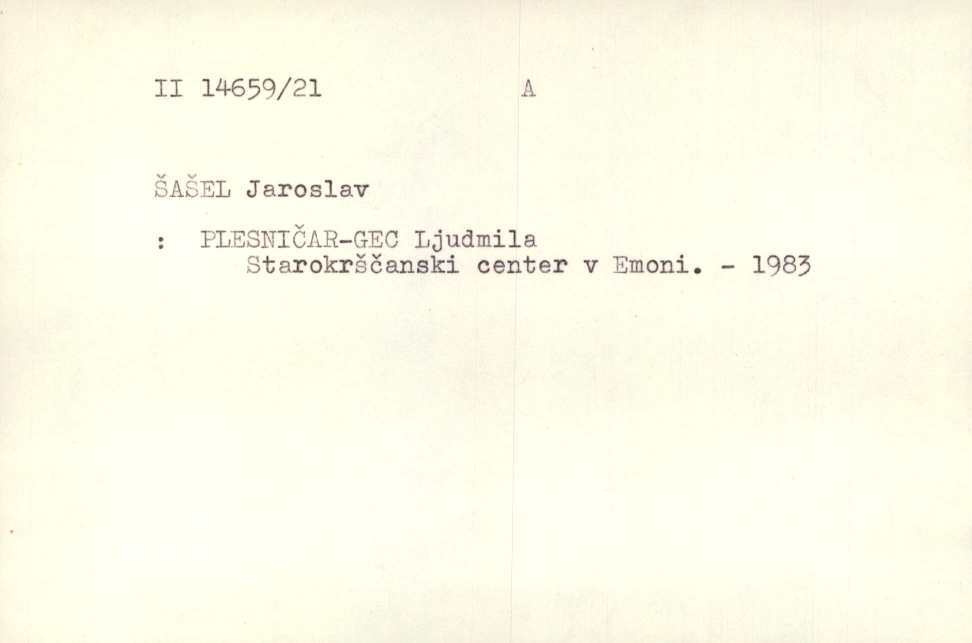 II 14659/21 A
ŠAŠEL Jaroslav
: PLESNIČAR-GEC Ljudmila
Starokrščanski center v Emoni. - 1983